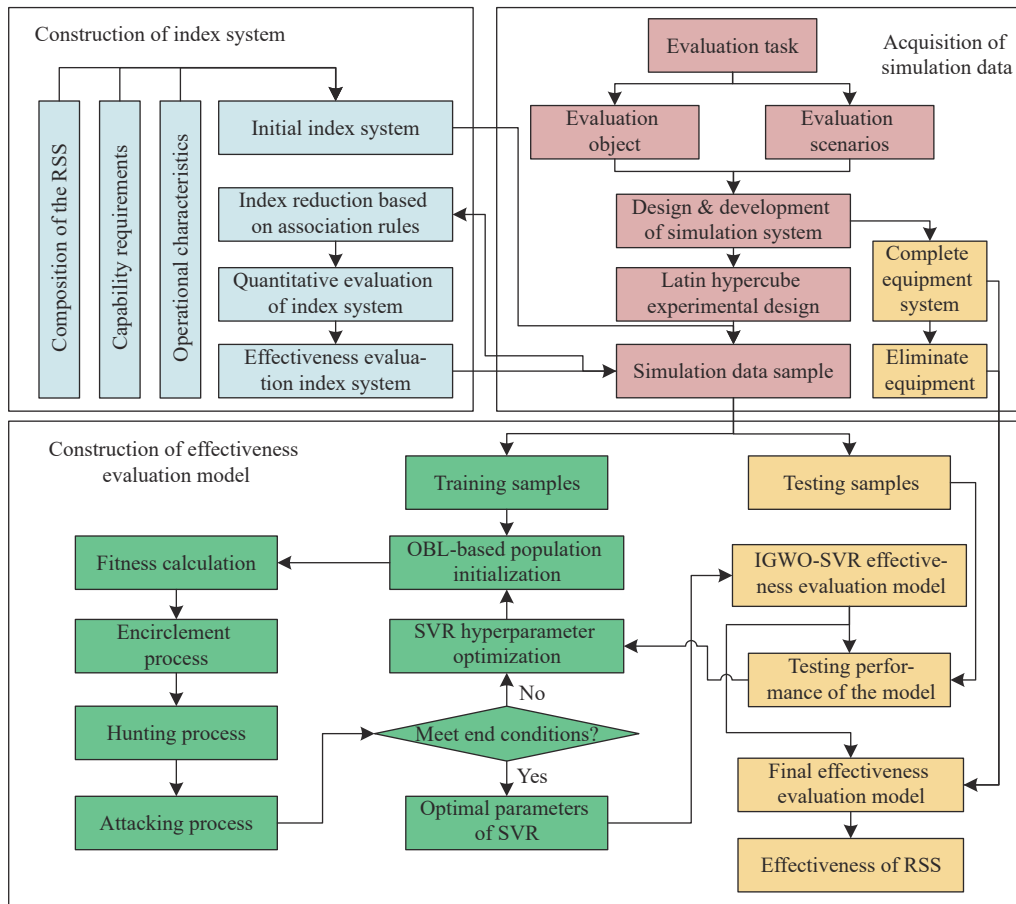 Construction of index system
Composition of the RSS
Capability requirements
Operational characteristics
Initial index system
Index reduction based
on association rules
Quantitative evaluation
of index system
Effectiveness evalua-
tion index system
Acquisition of
simulation data
Evaluation task
Evaluation
object
Evaluation
scenarios
Design & development
of simulation system
Latin hypercube
experimental design
Simulation data sample
Complete
equipment
system
Eliminate
equipment
Construction of effectiveness
evaluation model
Training samples
Testing samples
OBL-based population
initialization
Fitness calculation
Encirclement
process
Hunting process
Attacking process
SVR hyperparameter
optimization
No
Meet end conditions?
Yes
Optimal parameters
of SVR
IGWO-SVR effective-
ness evaluation model
Testing perfor-
mance of the model
Final effectiveness
evaluation model
Effectiveness of RSS